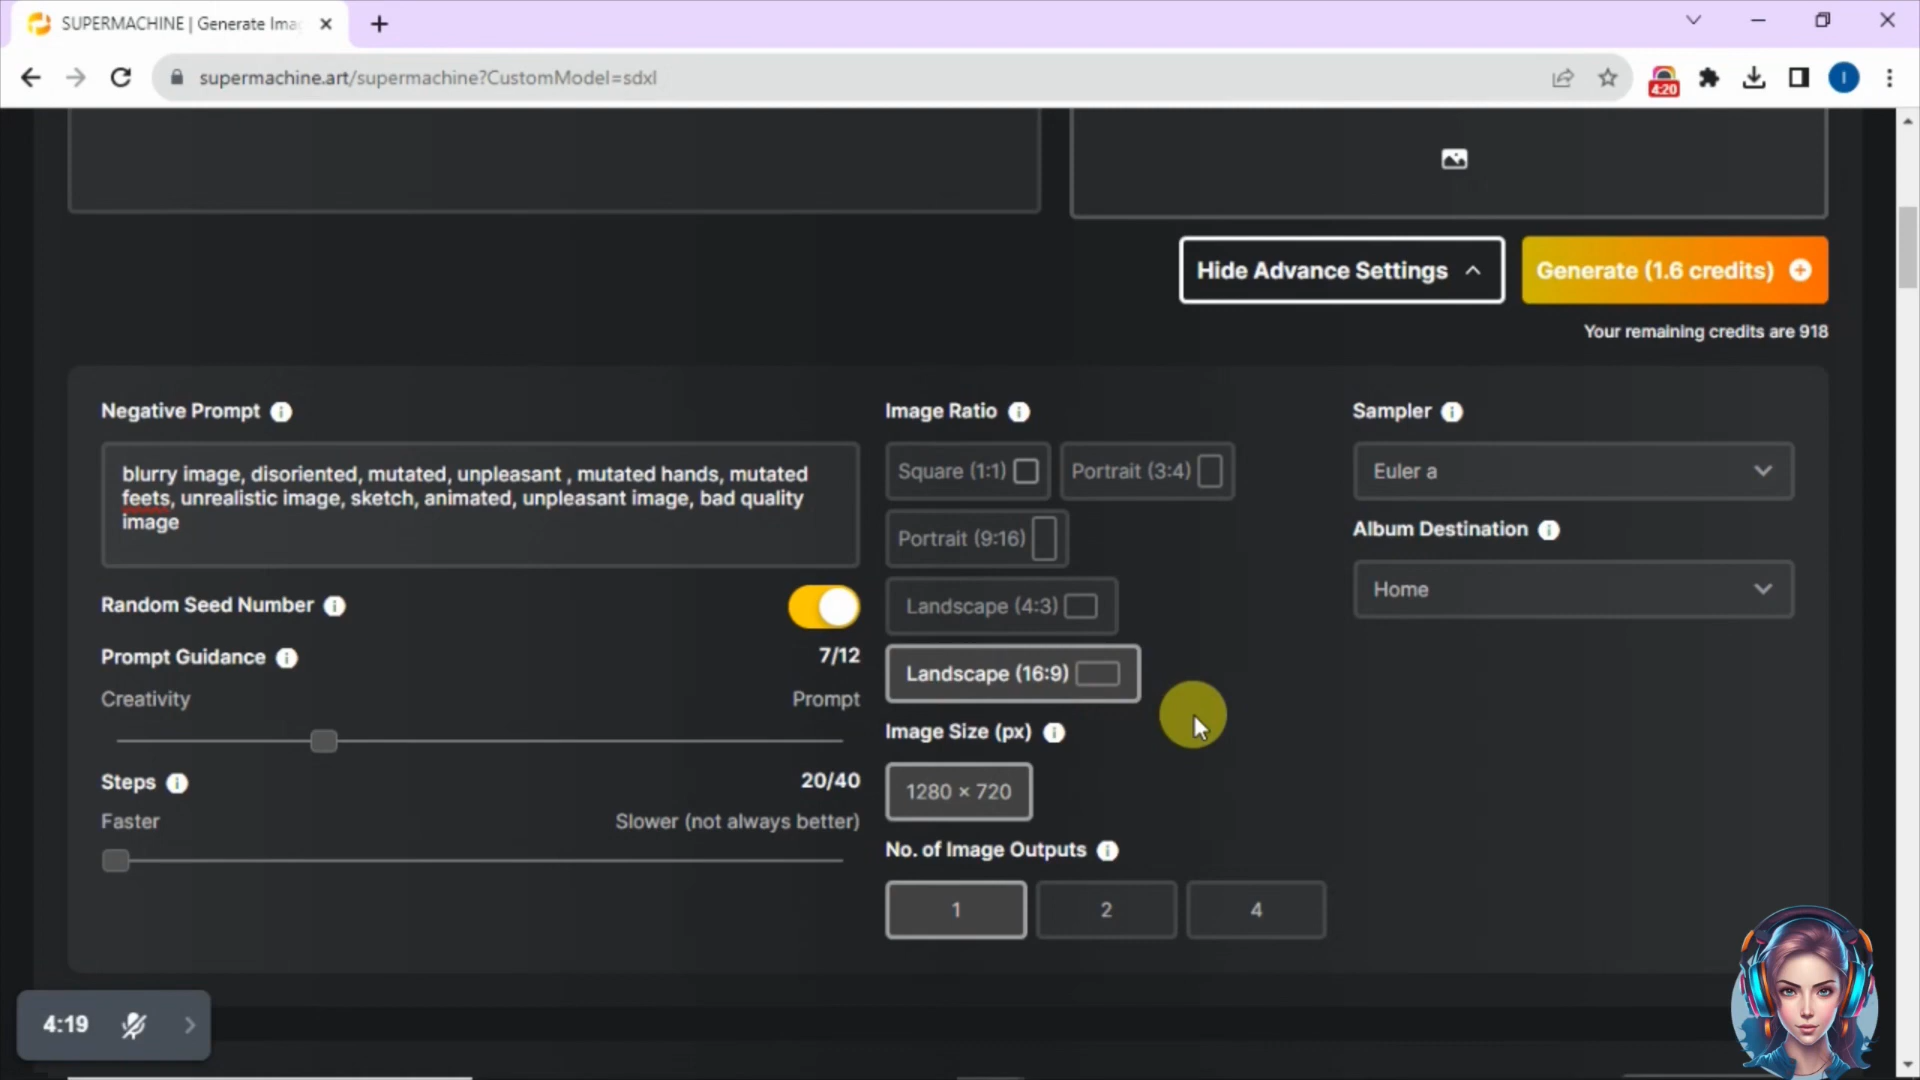 SUPERMACHINE | Generate Ima
supermachine.art/supermachine?CustomModel=sdxl
4:20
I
Hide Advance Settings
Generate (1.6 credits)
Your remaining credits are 918
Negative Prompt
blurry image, disoriented, mutated, unpleasant , mutated hands, mutated
feets, unrealistic image, sketch, animated, unpleasant image, bad quality
image
Random Seed Number
Prompt Guidance
7/12
Creativity
Prompt
Steps
20/40
Faster
Slower (not always better)
Image Ratio
Square (1:1)
Portrait (3:4)
Portrait (9:16)
Landscape (4:3)
Landscape (16:9)
Image Size (px)
1280 × 720
No. of Image Outputs
1
2
4
Sampler
Euler a
Album Destination
Home
4:19